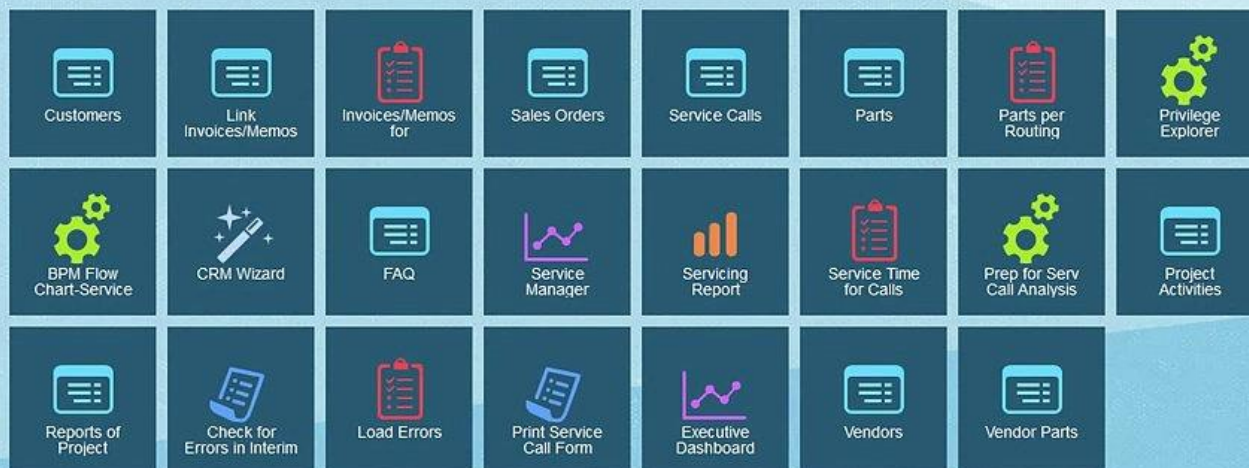 Customers
Link
Invoices/Memos
Invoices/Memos
for
Sales Orders
Service Calls
Parts
Parts per
Routing
Privilege
Explorer
BPM Flow
Chart-Service
CRM Wizard
FAQ
Service
Manager
Servicing
Report
Service Time
for Calls
Prep for Serv
Call Analysis
Project
Activities
Reports of
Project
Check for
Errors in Interim
Load Errors
Print Service
Call Form
Executive
Dashboard
Vendors
Vendor Parts